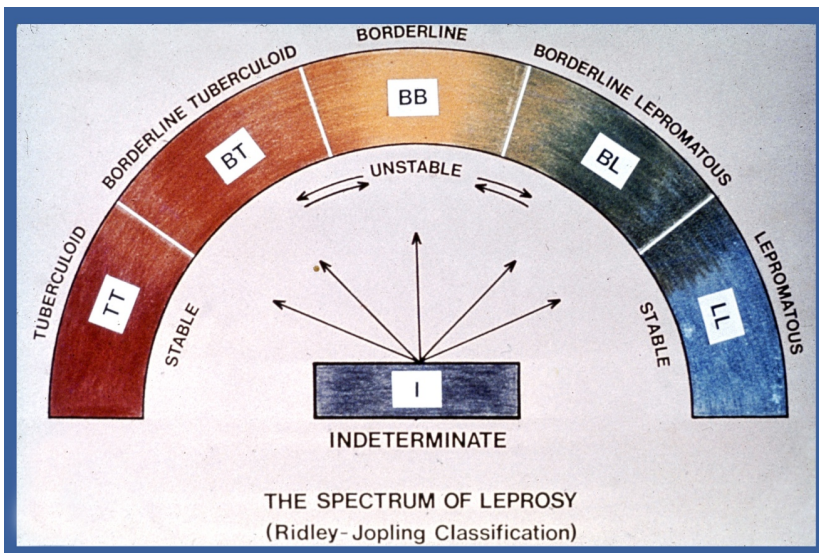 BORDERLINE
BORDERLINE TUBERCULOID
BORDERLINE LEPROMATOUS
BB
BT
BL
UNSTABLE
TUBERCULOID
LEPROMATOUS
TT
LL
STABLE
STABLE
I
INDETERMINATE
THE SPECTRUM OF LEPROSY
(Ridley-Jopling Classification)